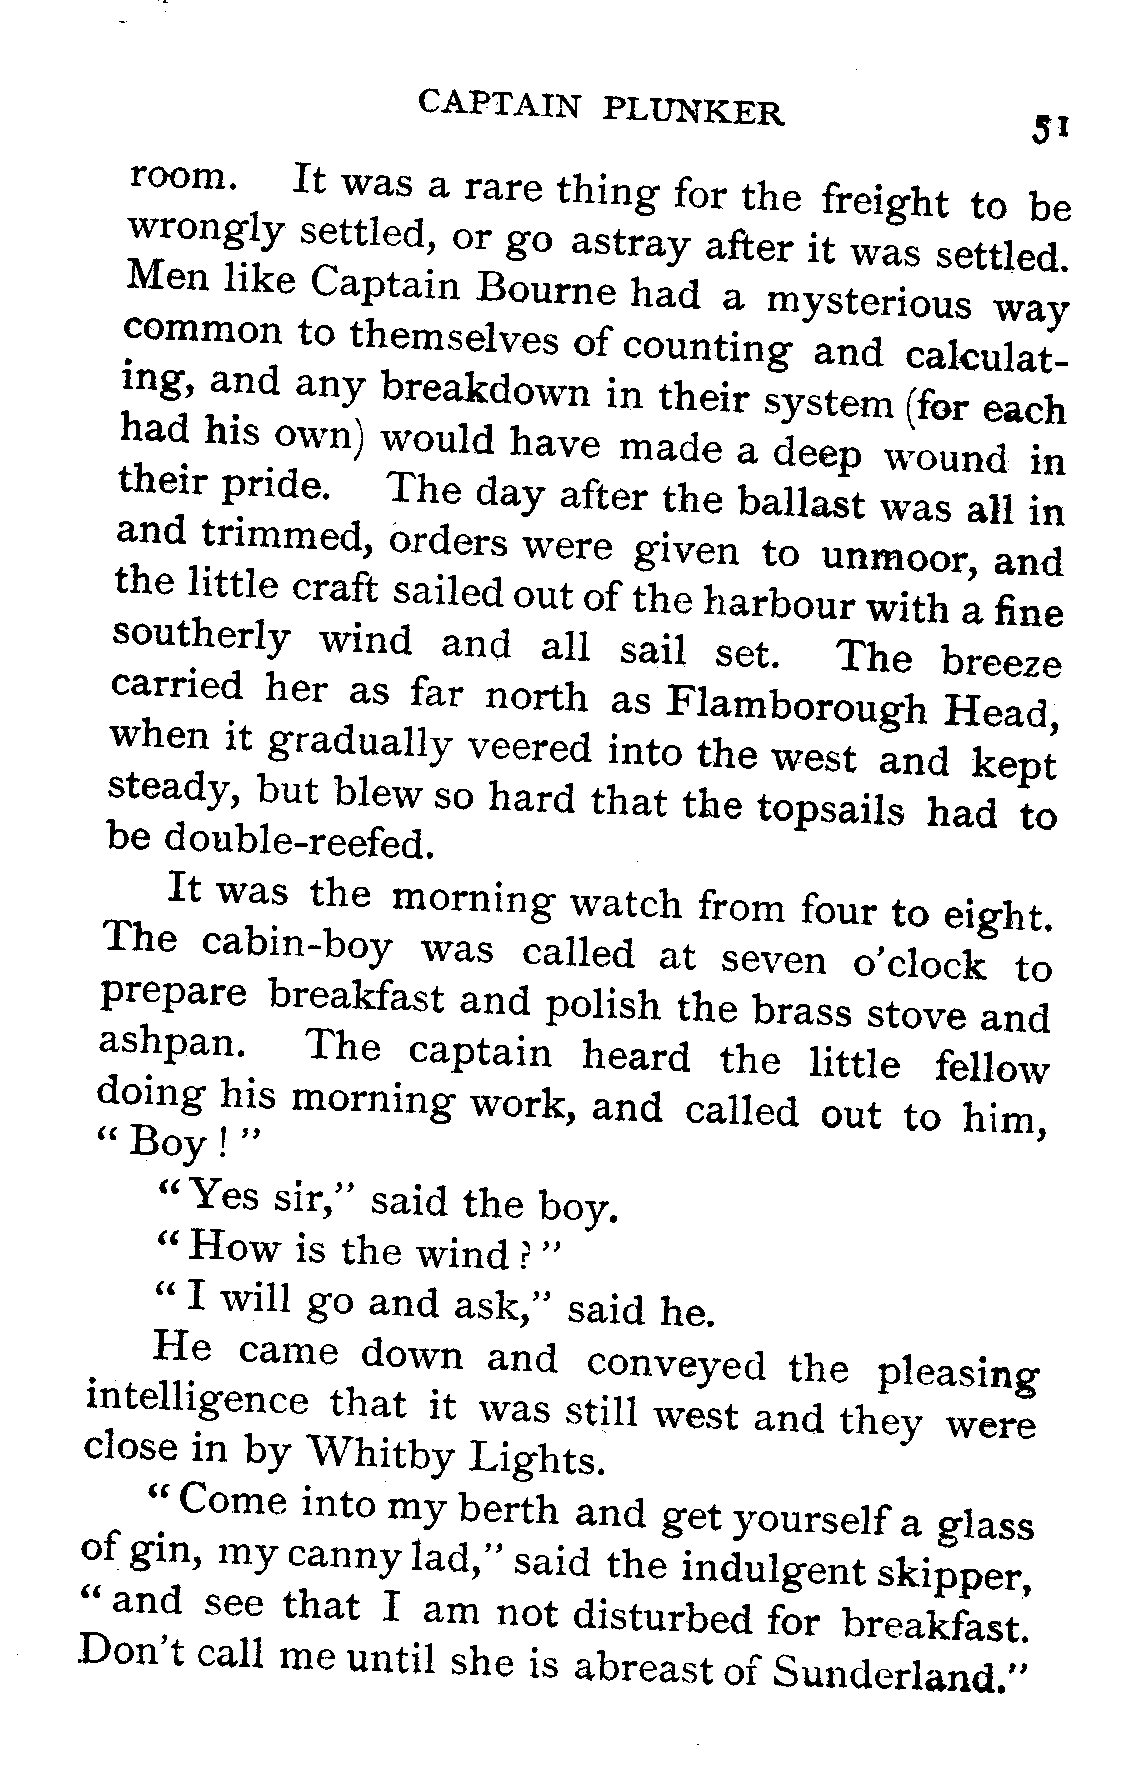 CAPTAIN PLUNKER 51
room. It was a rare thing for the freight to be
wrongly settled, or go astray after it was settled.
Men like Captain Bourne had a mysterious way
common to themselves of counting and calculat-
ing, and any breakdown in their system (for each
had his own) would have made a deep wound in
their pride. The day after the ballast was all in
and trimmed, orders were given to unmoor, and
the little craft sailed out of the harbour with a fine
southerly wind and all sail set. The breeze
carried her as far north as Flamborough Head,
when it gradually veered into the west and kept
steady, but blew so hard that the topsails had to
be double-reefed.
It was the morning watch from four to eight.
The cabin-boy was called at seven o'clock to
prepare breakfast and polish the brass stove and
ashpan. The captain heard the little fellow
doing his morning work, and called out to him,
"Boy!"
"Yes sir," said the boy.
"How is the wind?"
"I will go and ask," said he.
He came down and conveyed the pleasing
intelligence that it was still west and they were
close in by Whitby Lights.
"Come into my berth and get yourself a glass
of gin, my canny lad," said the indulgent skipper,
"and see that I am not disturbed for breakfast.
Don't call me until she is abreast of Sunderland."